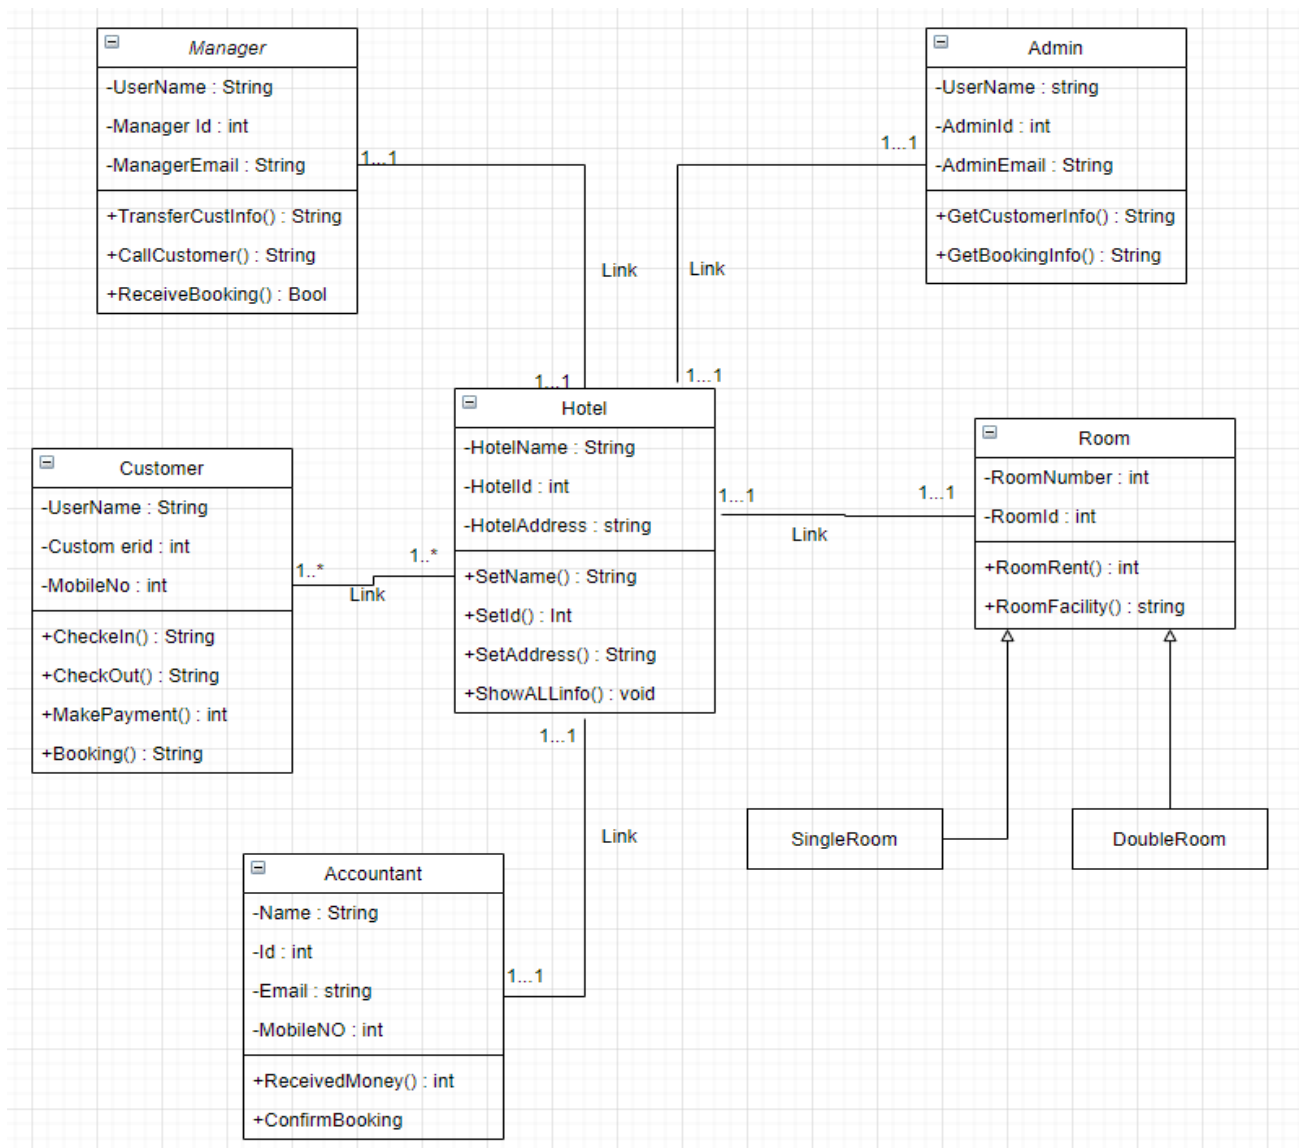 Manager
-UserName : String
-Manager Id : int
-ManagerEmail : String
+TransferCustInfo() : String
+CallCustomer() : String
+ReceiveBooking() : Bool
1...1
Link
1...1
Admin
-UserName : string
-AdminId : int
-AdminEmail : String
+GetCustomerInfo() : String
+GetBookingInfo() : String
1...1
Link
1...1
Hotel
-HotelName : String
-HotelId : int
-HotelAddress : string
+SetName() : String
+SetId() : Int
+SetAddress() : String
+ShowALLinfo() : void
Customer
-UserName : String
-Custom erid : int
-MobileNo : int
+CheckeIn() : String
+CheckOut() : String
+MakePayment() : int
+Booking() : String
1..*
Link
1..*
1...1
Link
1...1
Room
-RoomNumber : int
-RoomId : int
+RoomRent() : int
+RoomFacility() : string
SingleRoom
DoubleRoom
1...1
Link
1...1
Accountant
-Name : String
-Id : int
-Email : string
-MobileNO : int
+ReceivedMoney() : int
+ConfirmBooking